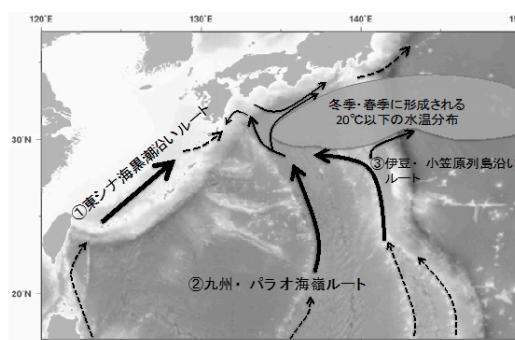 120°E
130°E
140°E
冬季・春季に形成される
20℃以下の水温分布
30°N
①東シナ海黒潮沿いルート
③伊豆・小笠原列島沿い
ルート
②九州・パラオ海嶺ルート
20°N